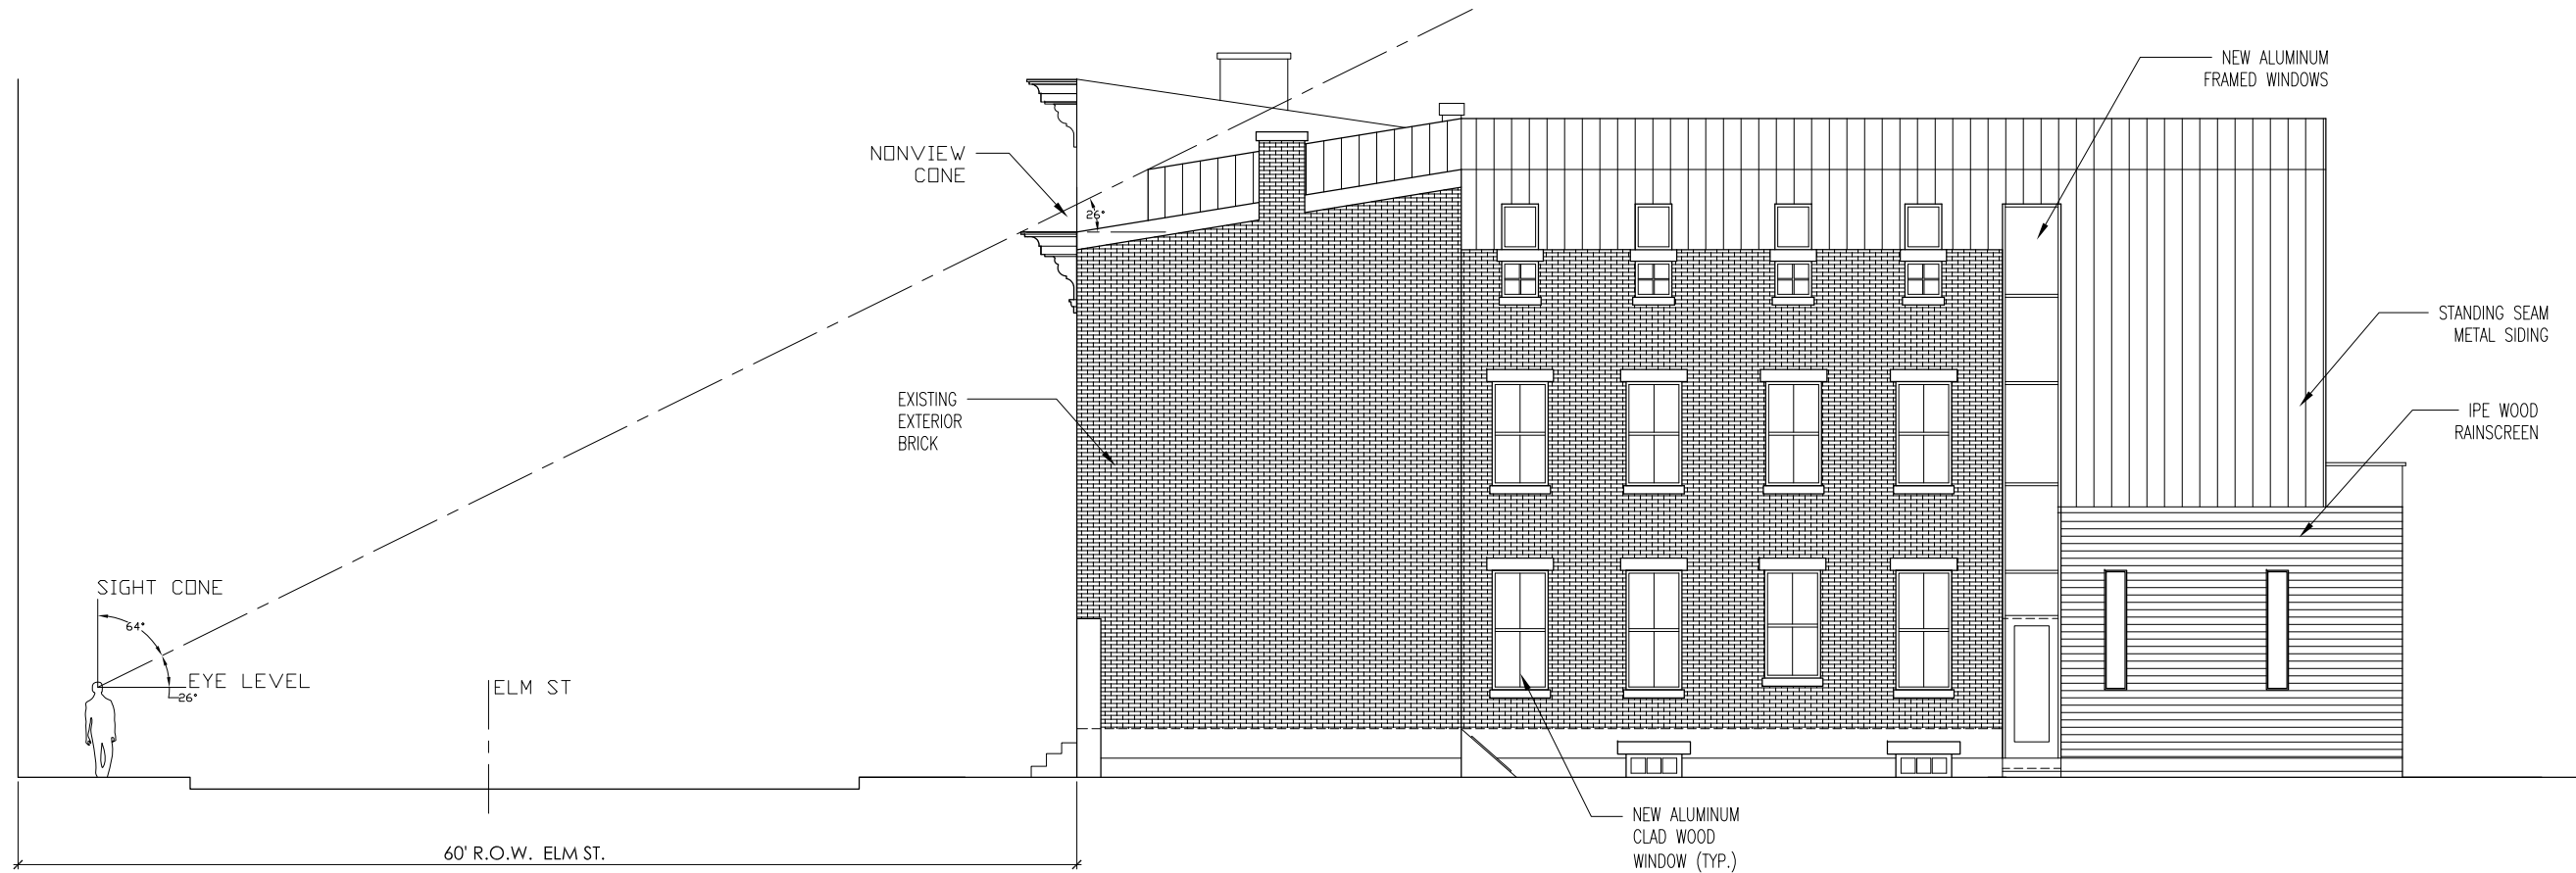 NEW ALUMINUM
FRAMED WINDOWS
NONVIEW
CONE
26°
STANDING SEAM
METAL SIDING
EXISTING
EXTERIOR
BRICK
IPE WOOD
RAINSCREEN
SIGHT CONE
64°
EYE LEVEL
26°
ELM ST
NEW ALUMINUM
CLAD WOOD
WINDOW (TYP.)
60' R.O.W. ELM ST.